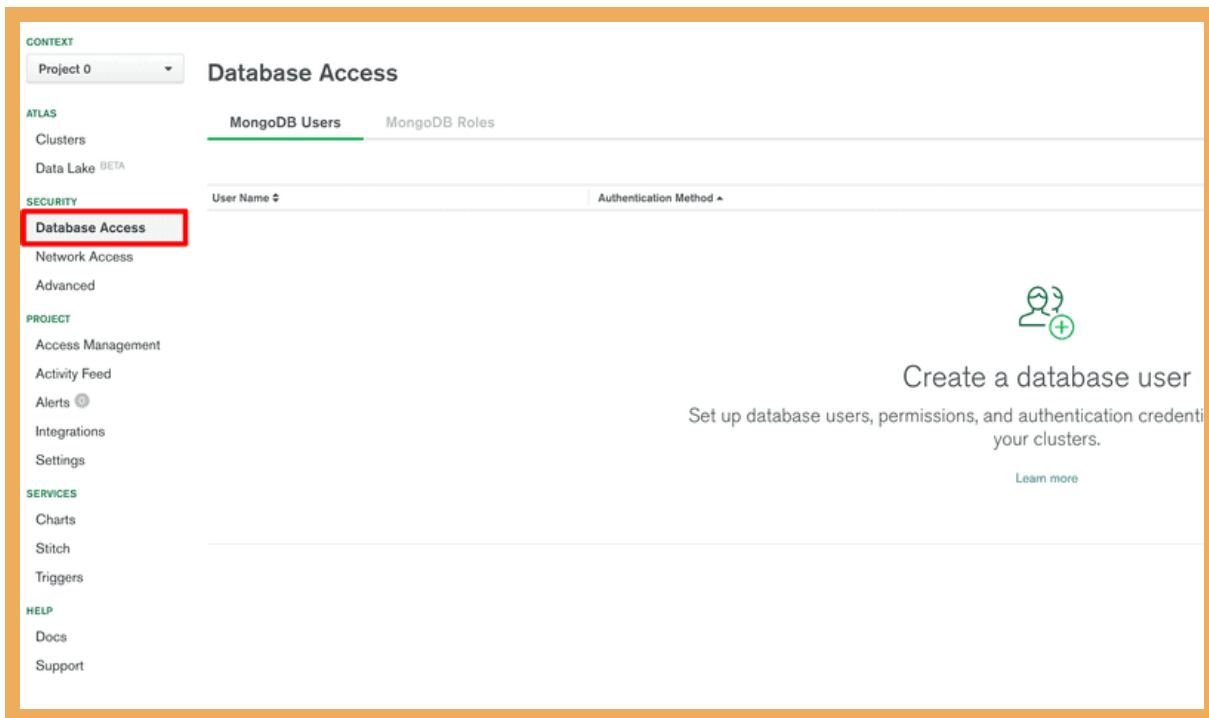 CONTEXT
Project 0
ATLAS
Clusters
Data Lake BETA
SECURITY
Database Access
Network Access
Advanced
PROJECT
Access Management
Activity Feed
Alerts 0
Integrations
Settings
SERVICES
Charts
Stitch
Triggers
HELP
Docs
Support
Database Access
MongoDB Users MongoDB Roles
User Name Authentication Method
Create a database user
Set up database users, permissions, and authentication credenti
your clusters.
Learn more